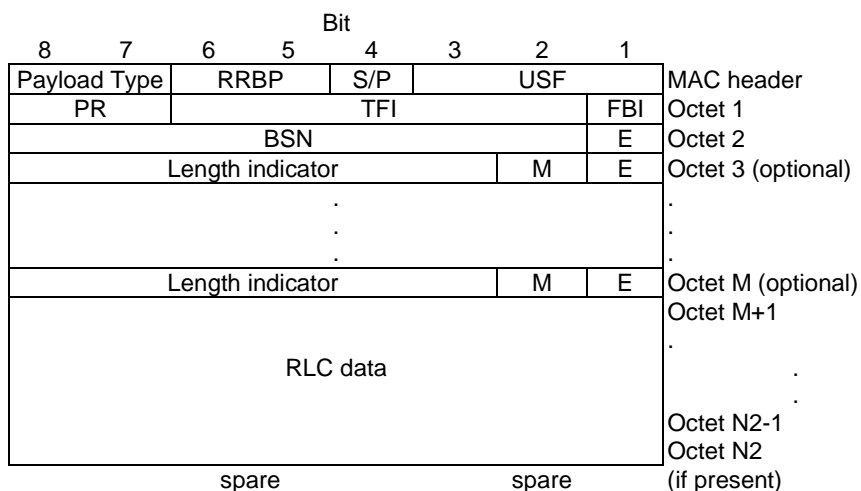 Bit
8 7 6 5 4 3 2 1
Payload Type RRBP S/P USF MAC header
PR TFI FBI Octet 1
BSN E Octet 2
Length indicator M E Octet 3 (optional)
. .
. .
. .
Length indicator M E Octet M (optional)
Octet M+1
.
RLC data .
.
Octet N2-1
Octet N2
spare spare (if present)